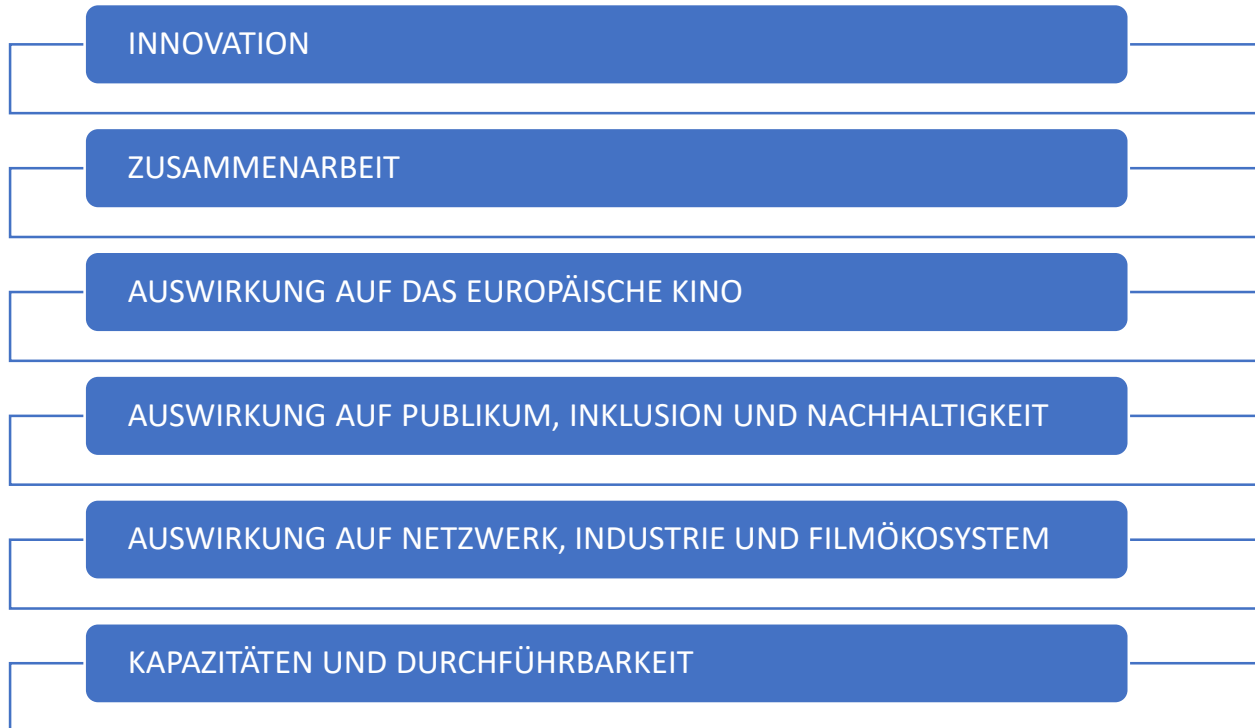 INNOVATION
ZUSAMMENARBEIT
AUSWIRKUNG AUF DAS EUROPÄISCHE KINO
AUSWIRKUNG AUF PUBLIKUM, INKLUSION UND NACHHALTIGKEIT
AUSWIRKUNG AUF NETZWERK, INDUSTRIE UND FILMÖKOSYSTEM
KAPAZITÄTEN UND DURCHFÜHRBARKEIT